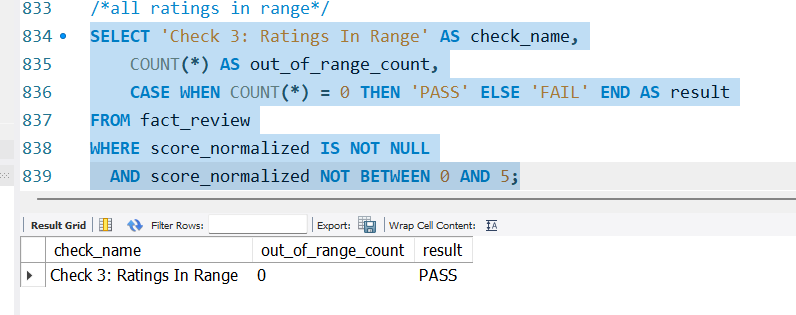 833 /*all ratings in range*/
834 SELECT 'Check 3: Ratings In Range' AS check_name,
835 COUNT(*) AS out_of_range_count,
836 CASE WHEN COUNT(*) = 0 THEN 'PASS' ELSE 'FAIL' END AS result
837 FROM fact_review
838 WHERE score_normalized IS NOT NULL
839 AND score_normalized NOT BETWEEN 0 AND 5;
Result Grid Filter Rows: Export: Wrap Cell Content:
check_name out_of_range_count result
Check 3: Ratings In Range 0 PASS